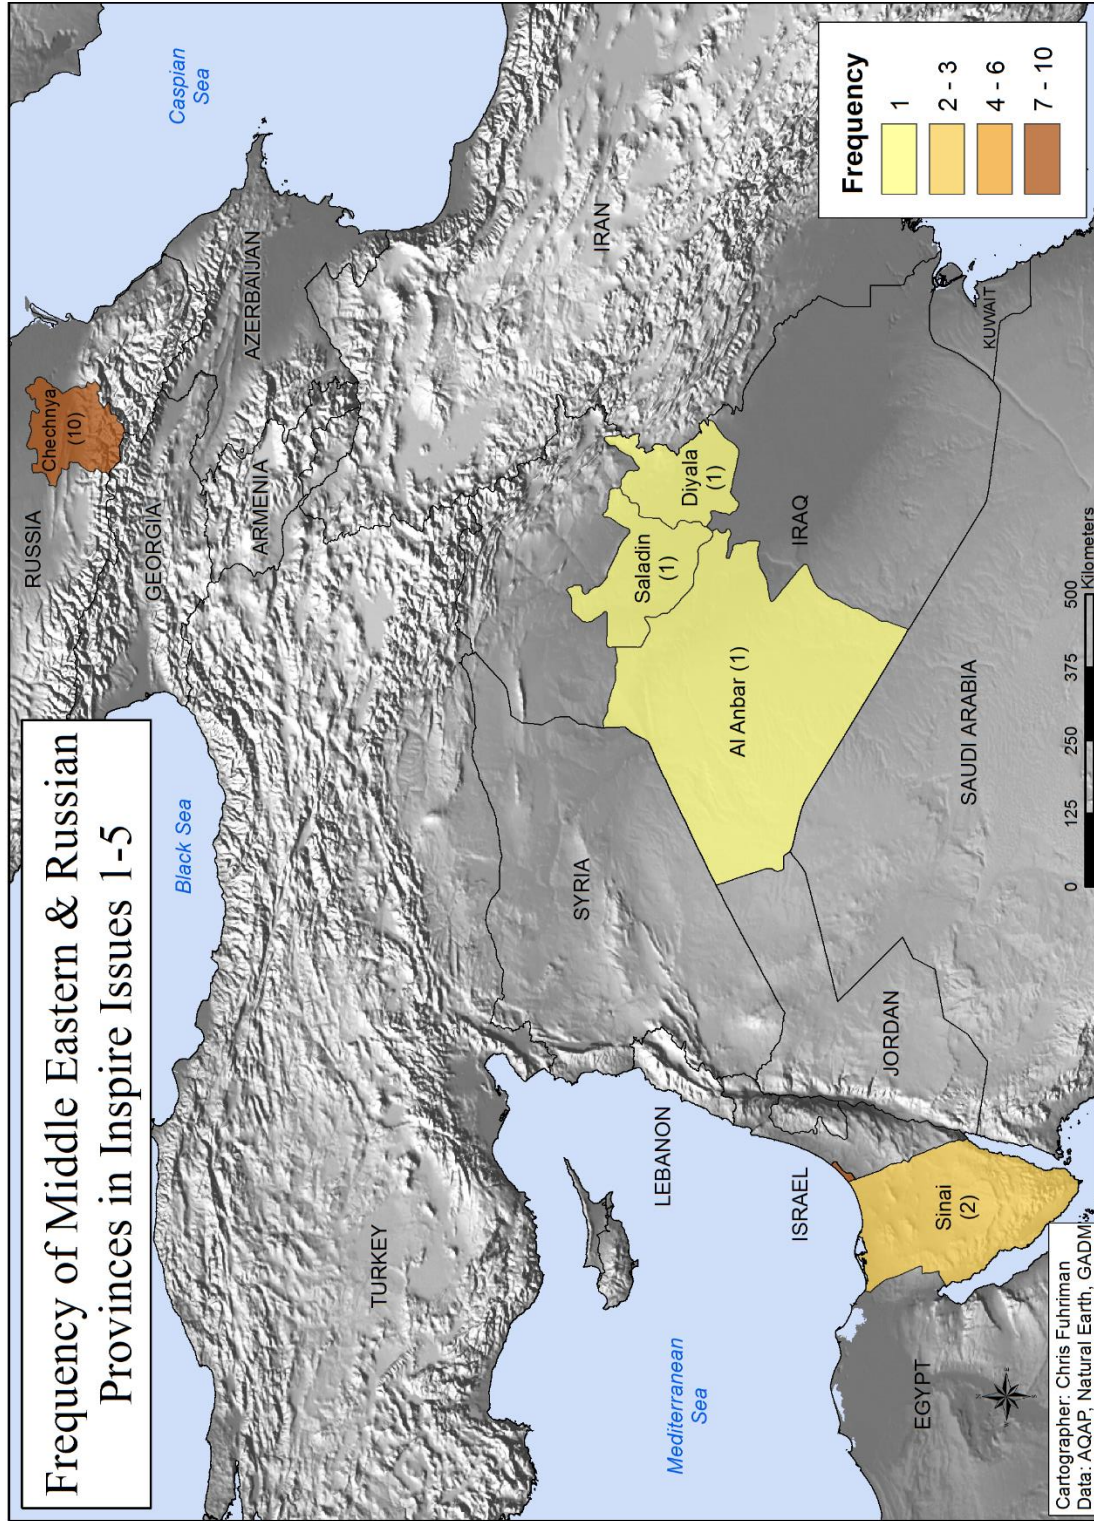 Frequency of Middle Eastern & Russian
Provinces in Inspire Issues 1-5
Black Sea
Caspian
Sea
RUSSIA
Chechnya
(10)
GEORGIA
AZERBAIJAN
ARMENIA
TURKEY
IRAN
SYRIA
Saladin
(1)
Diyala
(1)
Al Anbar (1)
IRAQ
LEBANON
Mediterranean
Sea
ISRAEL
JORDAN
Sinai
(2)
EGYPT
SAUDI ARABIA
KUWAIT
Frequency
1
2 - 3
4 - 6
7 - 10
0 125 250 375 500
Kilometers
Cartographer: Chris Fuhriman
Data: AQAP, Natural Earth, GADM